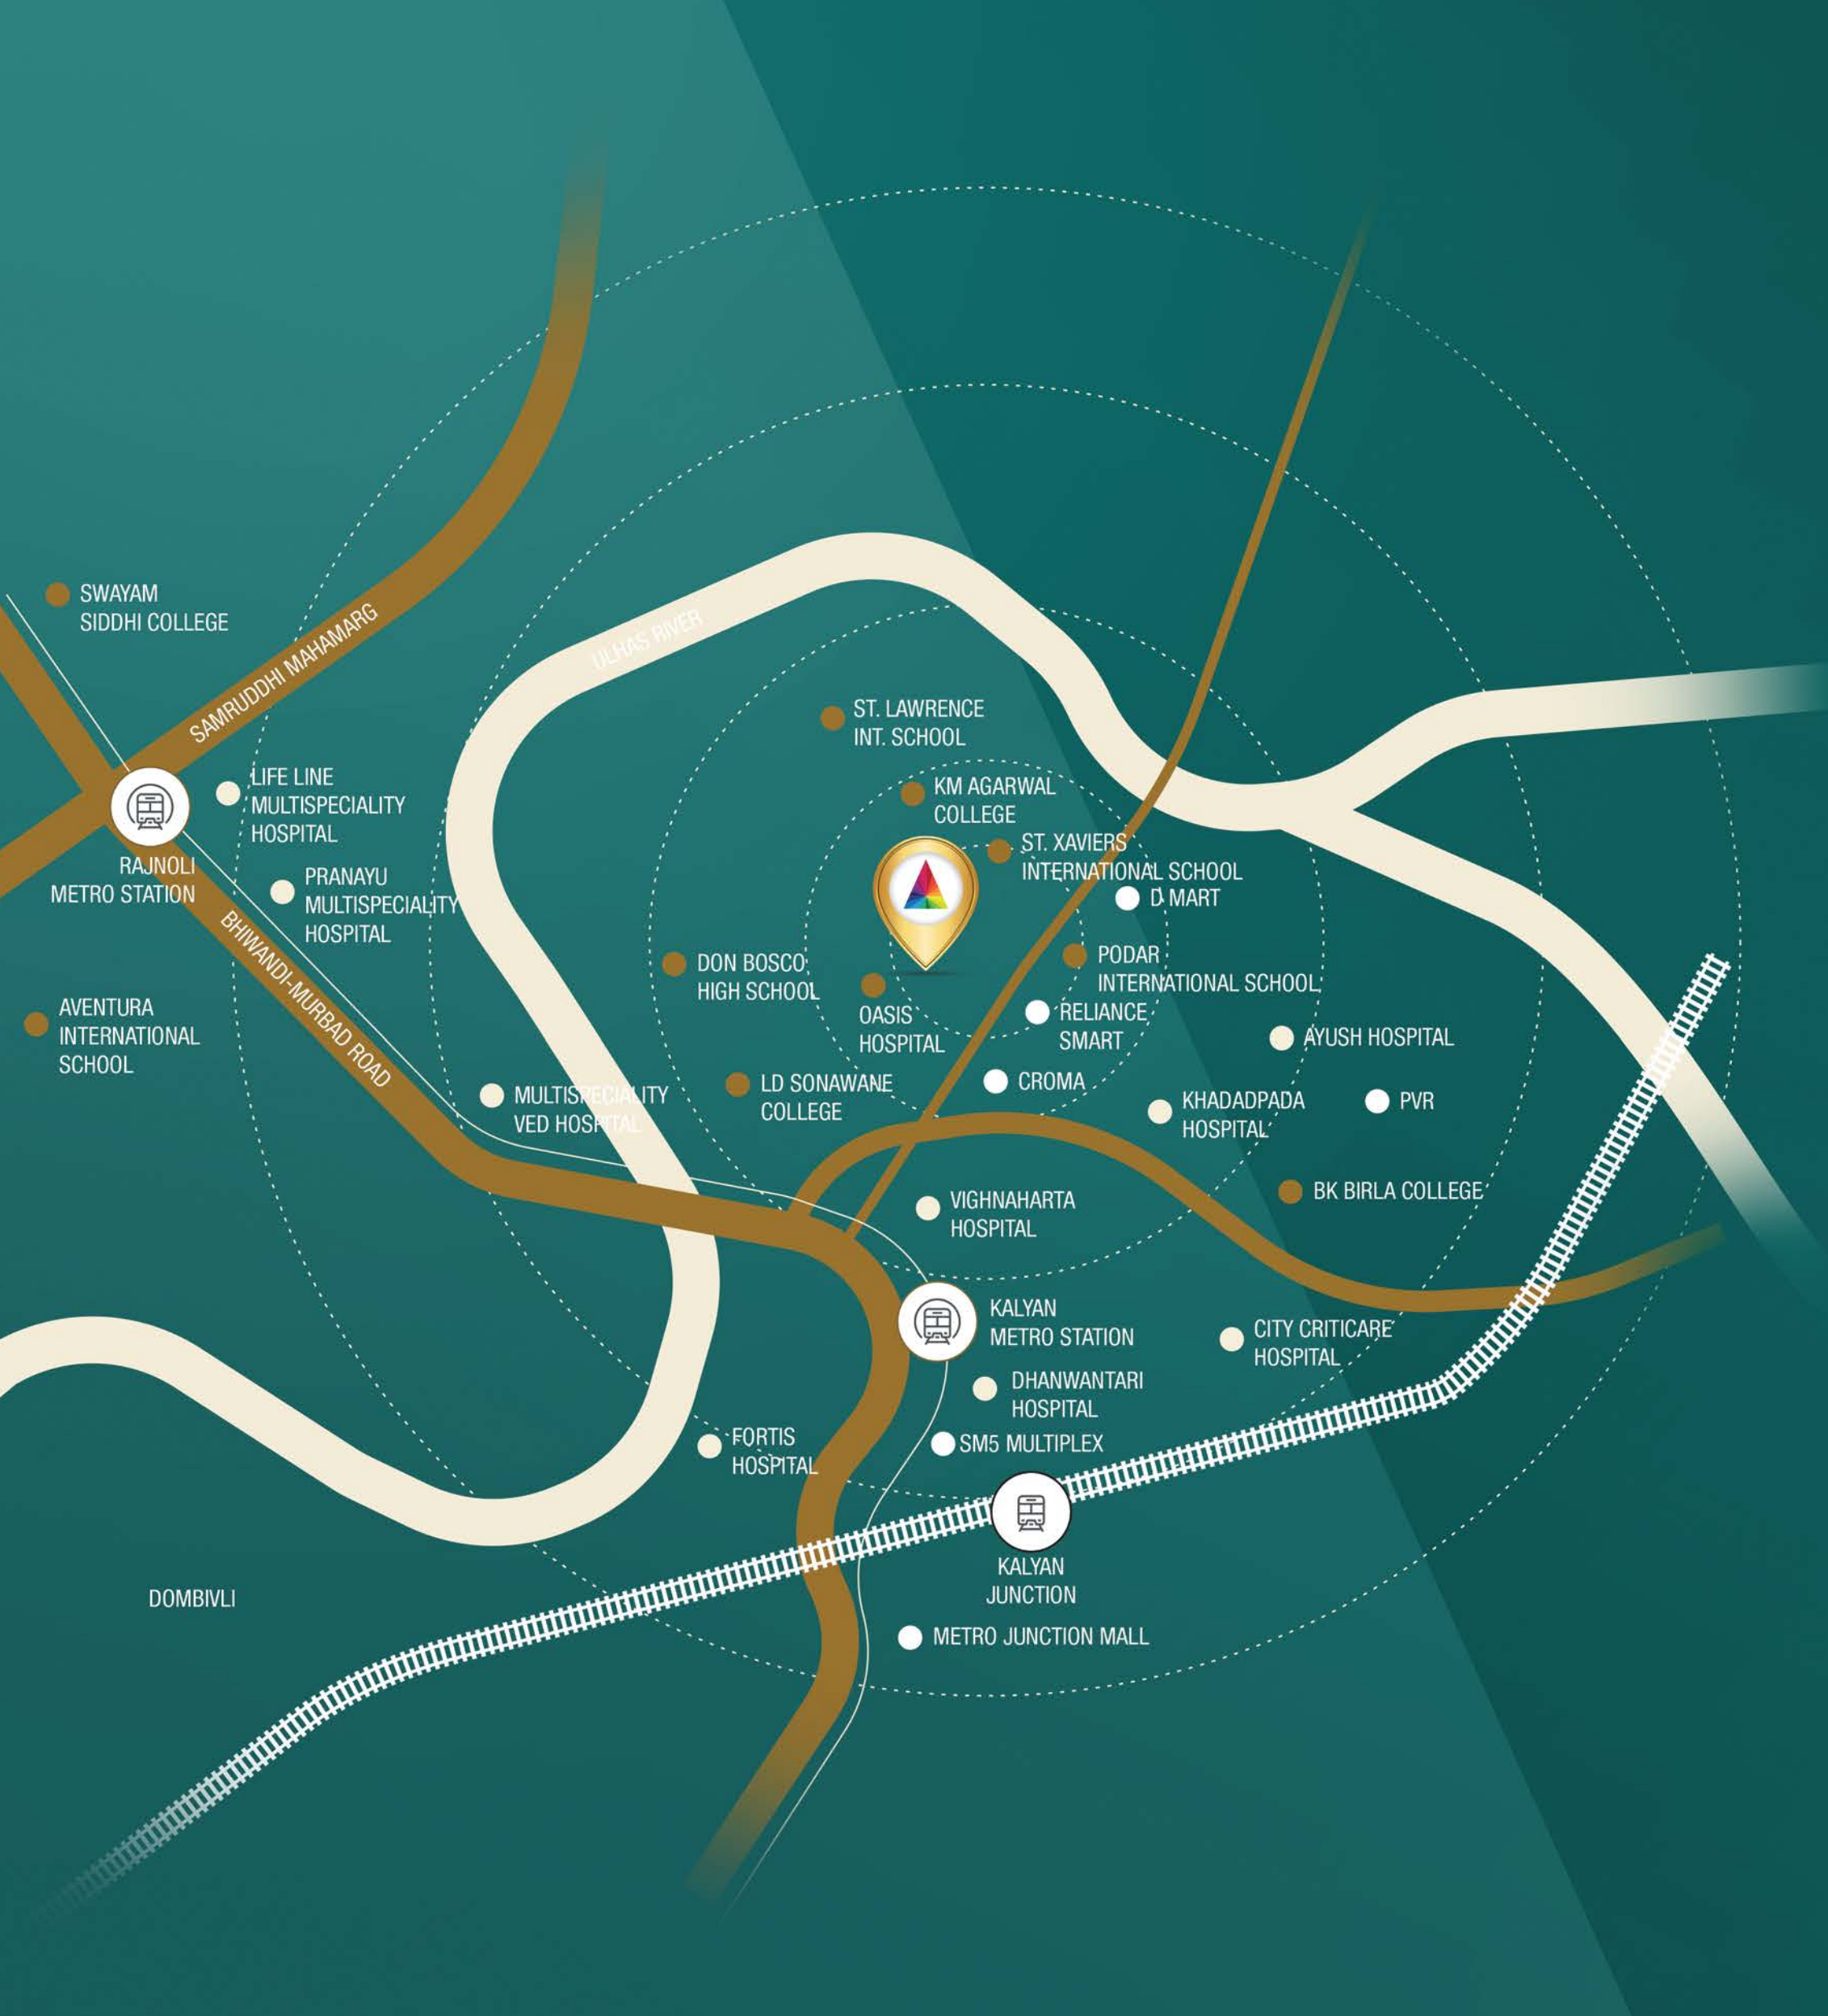 SWAYAM
SIDDHI COLLEGE
SAMRUDDHI MAHAMARG
ULHAS RIVER
ST. LAWRENCE
INT. SCHOOL
LIFE LINE
MULTISPECIALITY
HOSPITAL
KM AGARWAL
COLLEGE
ST. XAVIERS
INTERNATIONAL SCHOOL
RAJNOLI
METRO STATION
PRANAYU
MULTISPECIALITY
HOSPITAL
D MART
BHIWANDI-MURBAD ROAD
DON BOSCO
HIGH SCHOOL
PODAR
INTERNATIONAL SCHOOL
AVENTURA
INTERNATIONAL
SCHOOL
OASIS
HOSPITAL
RELIANCE
SMART
AYUSH HOSPITAL
MULTISPECIALITY
VED HOSPITAL
LD SONAWANE
COLLEGE
CROMA
KHADADPADA
HOSPITAL
PVR
BK BIRLA COLLEGE
VIGHNAHARTA
HOSPITAL
KALYAN
METRO STATION
CITY CRITICARE
HOSPITAL
DHANWANTARI
HOSPITAL
FORTIS
HOSPITAL
SM5 MULTIPLEX
KALYAN
JUNCTION
DOMBIVLI
METRO JUNCTION MALL